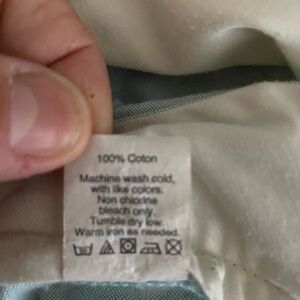 100% Coton
Machine wash cold,
with like colors.
Non chlorine
bleach only.
Tumble dry low.
Warm iron as needed.